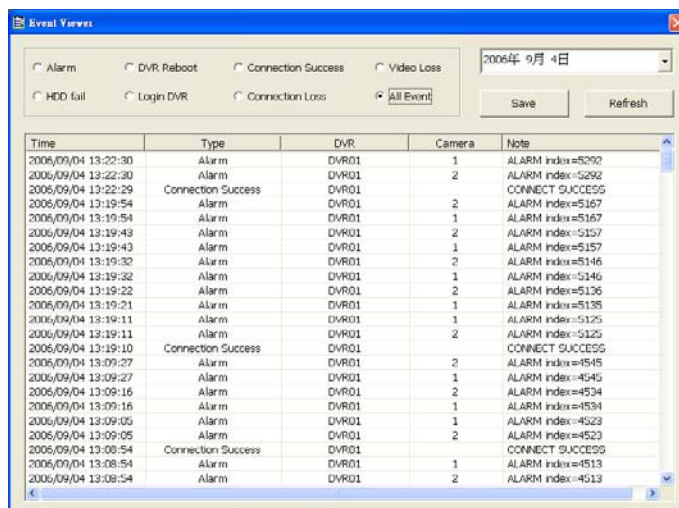 Event Viewer
Alarm DVR Reboot Connection Success Video Loss
2006年 9月 4日
HDD fail Login DVR Connection Loss All Event
Save Refresh
Time Type DVR Camera Note
2006/09/04 13:22:30 Alarm DVR01 1 ALARM index=5292
2006/09/04 13:22:30 Alarm DVR01 2 ALARM index=5292
2006/09/04 13:22:29 Connection Success DVR01 CONNECT SUCCESS
2006/09/04 13:19:54 Alarm DVR01 2 ALARM index=5167
2006/09/04 13:19:54 Alarm DVR01 1 ALARM index=5167
2006/09/04 13:19:43 Alarm DVR01 2 ALARM index=5157
2006/09/04 13:19:43 Alarm DVR01 1 ALARM index=5157
2006/09/04 13:19:32 Alarm DVR01 2 ALARM index=5146
2006/09/04 13:19:32 Alarm DVR01 1 ALARM index=5146
2006/09/04 13:19:22 Alarm DVR01 2 ALARM index=5136
2006/09/04 13:19:21 Alarm DVR01 1 ALARM index=5135
2006/09/04 13:19:11 Alarm DVR01 1 ALARM index=5125
2006/09/04 13:19:11 Alarm DVR01 2 ALARM index=5125
2006/09/04 13:19:10 Connection Success DVR01 CONNECT SUCCESS
2006/09/04 13:09:27 Alarm DVR01 2 ALARM index=4545
2006/09/04 13:09:27 Alarm DVR01 1 ALARM index=4545
2006/09/04 13:09:16 Alarm DVR01 2 ALARM index=4534
2006/09/04 13:09:16 Alarm DVR01 1 ALARM index=4534
2006/09/04 13:09:05 Alarm DVR01 1 ALARM index=4523
2006/09/04 13:09:05 Alarm DVR01 2 ALARM index=4523
2006/09/04 13:08:54 Connection Success DVR01 CONNECT SUCCESS
2006/09/04 13:08:54 Alarm DVR01 1 ALARM index=4513
2006/09/04 13:08:54 Alarm DVR01 2 ALARM index=4513